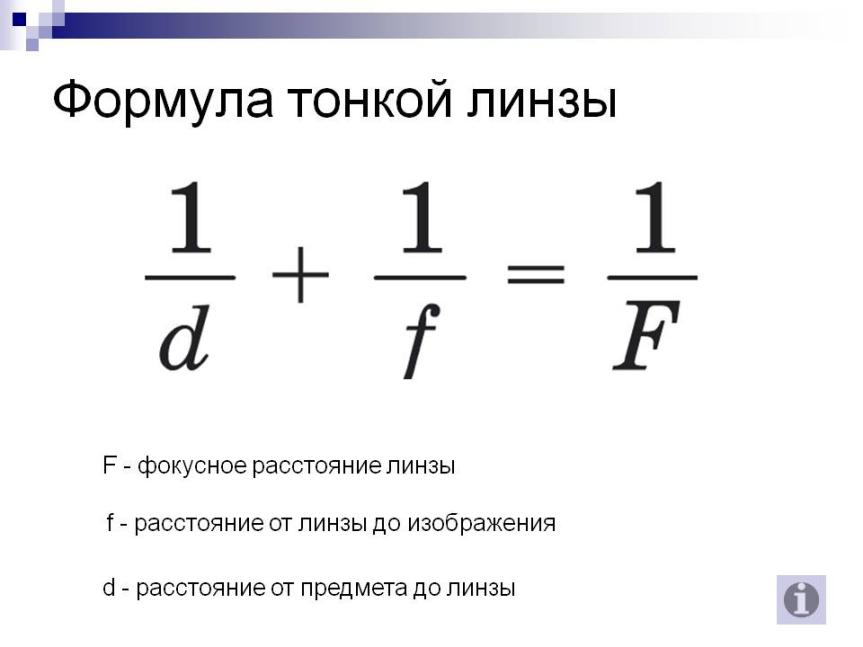 Формула тонкой линзы
1/d + 1/f = 1/F
F - фокусное расстояние линзы
f - расстояние от линзы до изображения
d - расстояние от предмета до линзы
i